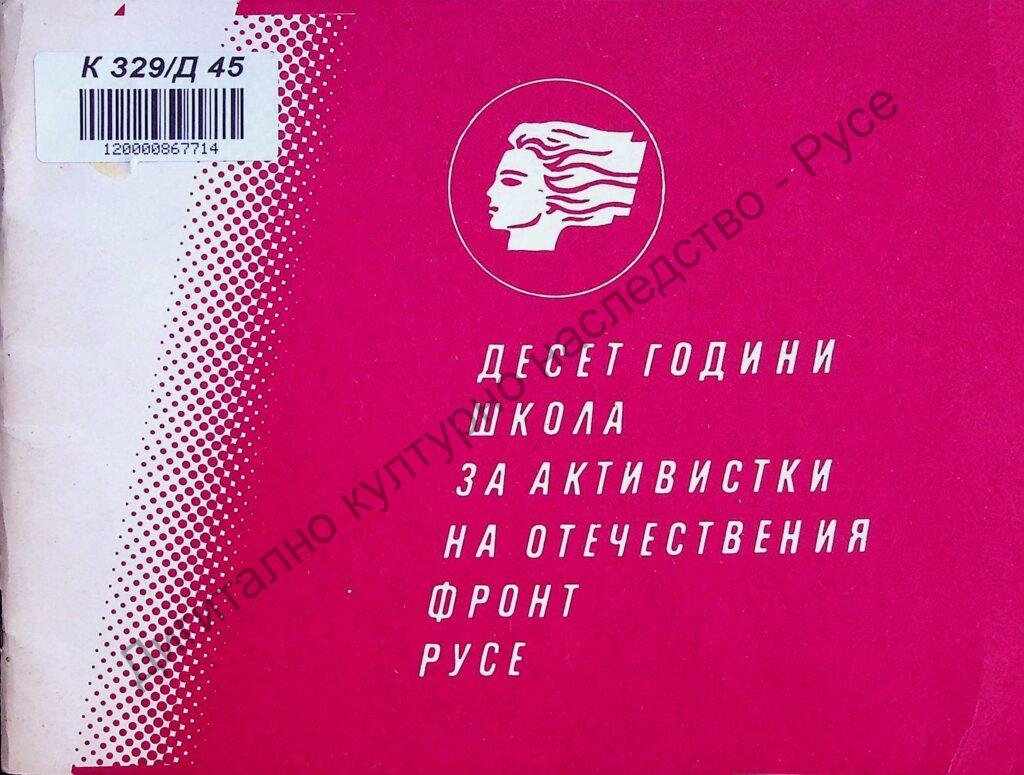 К 329/Д 45
120000867714
ДЕСЕТ ГОДИНИ
ШКОЛА
ЗА АКТИВИСТКИ
НА ОТЕЧЕСТВЕНИЯ
ФРОНТ
РУСЕ
Дигитално културно наследство - Русе